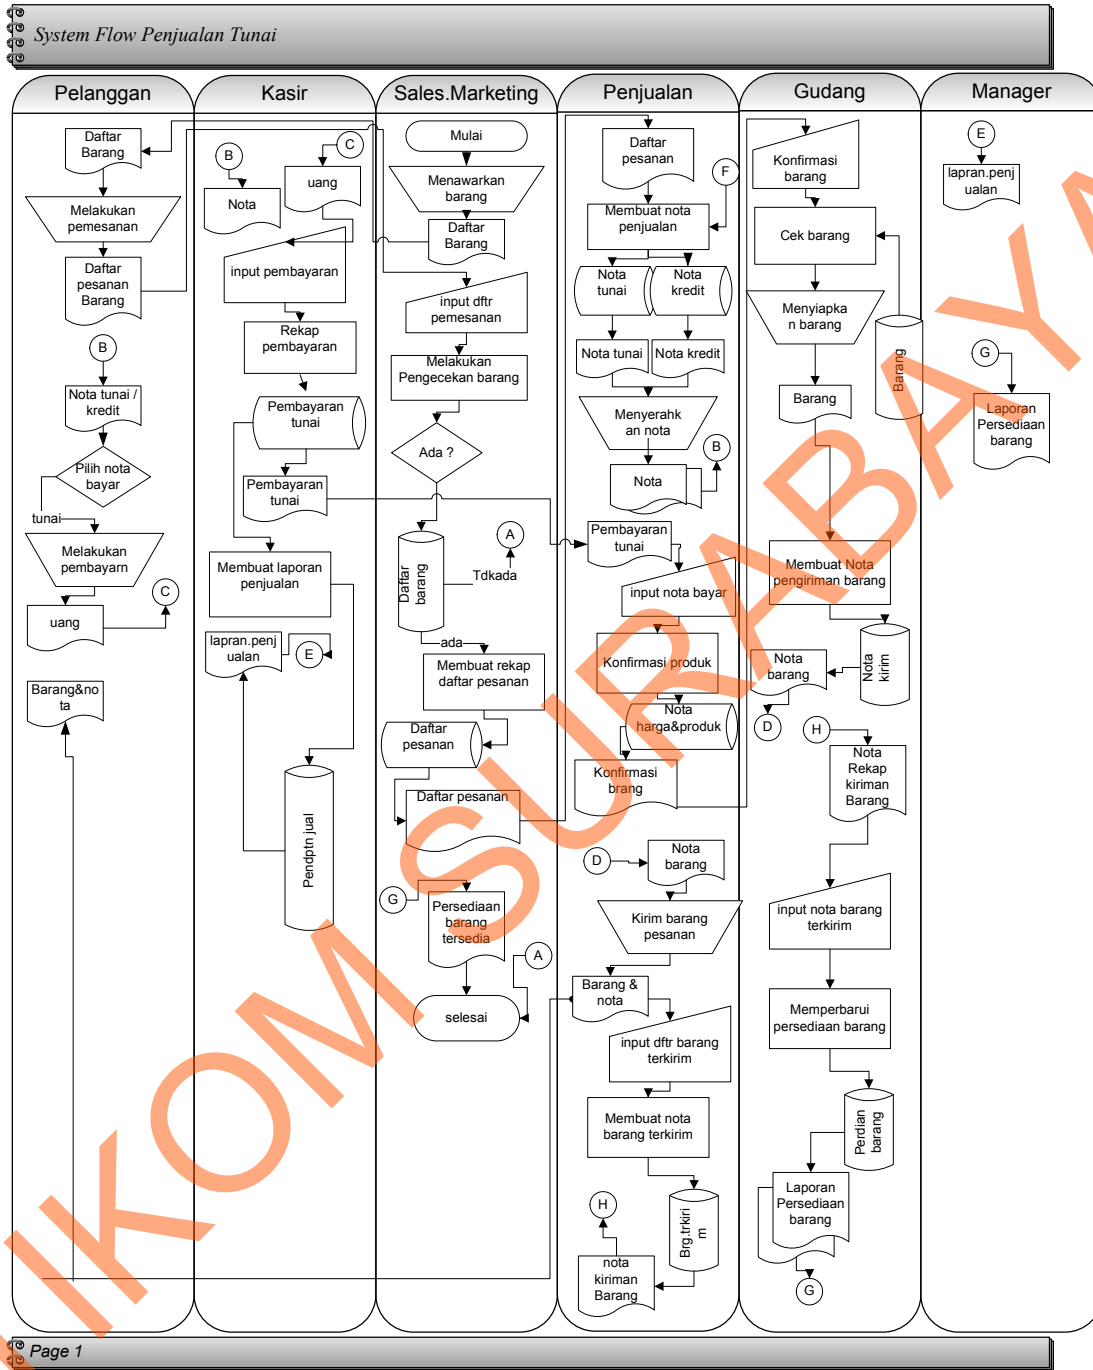 System Flow Penjualan Tunai
Pelanggan
Kasir
Sales.Marketing
Penjualan
Gudang
Manager
Daftar
Barang
Melakukan
pemesanan
Daftar
pesanan
Barang
B
Nota tunai /
kredit
Pilih nota
bayar
tunai
Melakukan
pembayarn
C
uang
Barang&no
ta
B
Nota
C
uang
input pembayaran
Rekap
pembayaran
Pembayaran
tunai
Pembayaran
tunai
Membuat laporan
penjualan
lapran.penj
ualan
E
Pendptn jual
Mulai
Menawarkan
barang
Daftar
Barang
input dftr
pemesanan
Melakukan
Pengecekan barang
Ada ?
Daftar
barang
A
Tdkada
ada
Membuat rekap
daftar pesanan
Daftar
pesanan
Daftar pesanan
G
Persediaan
barang
tersedia
A
selesai
Daftar
pesanan
F
Membuat nota
penjualan
Nota
tunai
Nota
kredit
Nota tunai
Nota kredit
Menyerahk
an nota
Nota
B
Pembayaran
tunai
input nota bayar
Konfirmasi produk
Nota
harga&produk
Konfirmasi
brang
D
Nota
barang
Kirim barang
pesanan
Barang &
nota
input dftr barang
terkirim
Membuat nota
barang terkirim
Brg.trkiri
m
H
nota
kiriman
Barang
Konfirmasi
barang
Cek barang
Menyiapka
n barang
Barang
Barang
Membuat Nota
pengiriman barang
Nota
kirim
Nota
barang
D
H
Nota
Rekap
kiriman
Barang
input nota barang
terkirim
Memperbarui
persediaan barang
Perdian
barang
Laporan
Persediaan
barang
G
E
lapran.penj
ualan
G
Laporan
Persediaan
barang
IKOM SURABAYA
Page 1